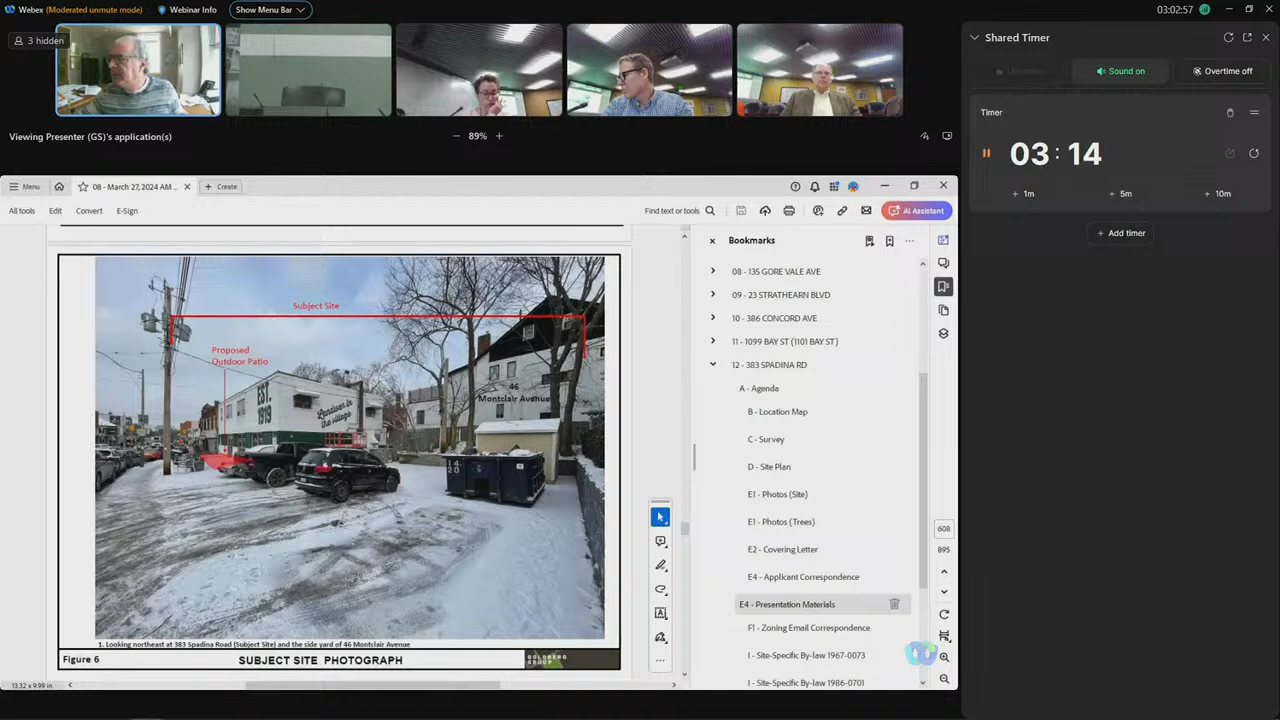 Webex (Moderated unmute mode) Webinar Info Show Menu Bar 03:02:57
3 hidden
Viewing Presenter (GS)'s application(s)
89%
08 - March 27, 2024 AM ...
Menu
Create
All tools Edit Convert E-Sign
Find text or tools
AI Assistant
Subject Site
Proposed
Outdoor Patio
EST.
1919
Landwer in
the village
46
Montclair Avenue
14.
20
1. Looking northeast at 383 Spadina Road (Subject Site) and the side yard of 46 Montclair Avenue
Figure 6
SUBJECT SITE PHOTOGRAPH
GOLDBERG
GROUP
13.32 x 9.99 in
Bookmarks
08 - 135 GORE VALE AVE
09 - 23 STRATHEARN BLVD
10 - 386 CONCORD AVE
11 - 1099 BAY ST (1101 BAY ST)
12 - 383 SPADINA RD
A - Agenda
B - Location Map
C - Survey
D - Site Plan
E1 - Photos (Site)
E1 - Photos (Trees)
E2 - Covering Letter
E4 - Applicant Correspondence
E4 - Presentation Materials
F1 - Zoning Email Correspondence
I - Site-Specific By-law 1967-0073
I - Site-Specific By-law 1986-0701
608
895
Shared Timer
Sound on
Overtime off
Timer
03 : 14
+ 1m
+ 5m
+ 10m
+ Add timer